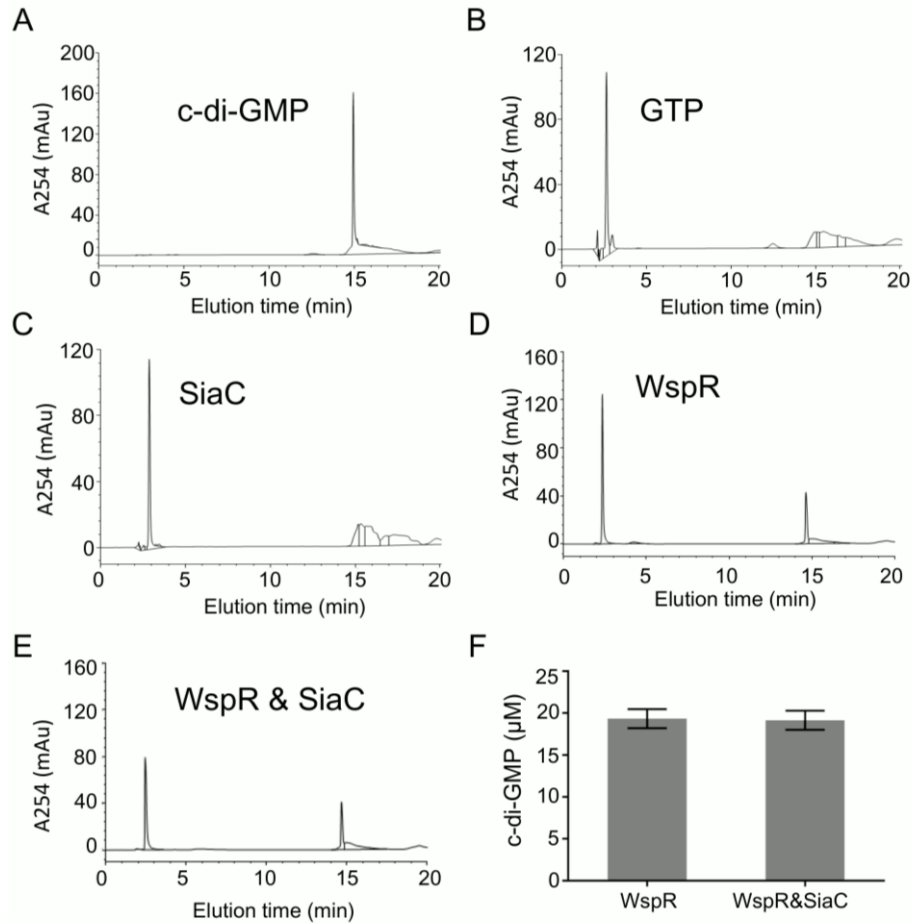 A
200
160
120
80
40
0
A254 (mAu)
c-di-GMP
0 5 10 15 20
Elution time (min)
B
120
80
40
0
A254 (mAu)
GTP
0 5 10 15 20
Elution time (min)
C
120
80
40
0
A254 (mAu)
SiaC
0 5 10 15 20
Elution time (min)
D
160
120
80
40
0
A254 (mAu)
WspR
0 5 10 15 20
Elution time (min)
E
160
120
80
40
0
A254 (mAu)
WspR & SiaC
0 5 10 15 20
Elution time (min)
F
25
20
15
10
5
0
c-di-GMP (μM)
WspR WspR&SiaC